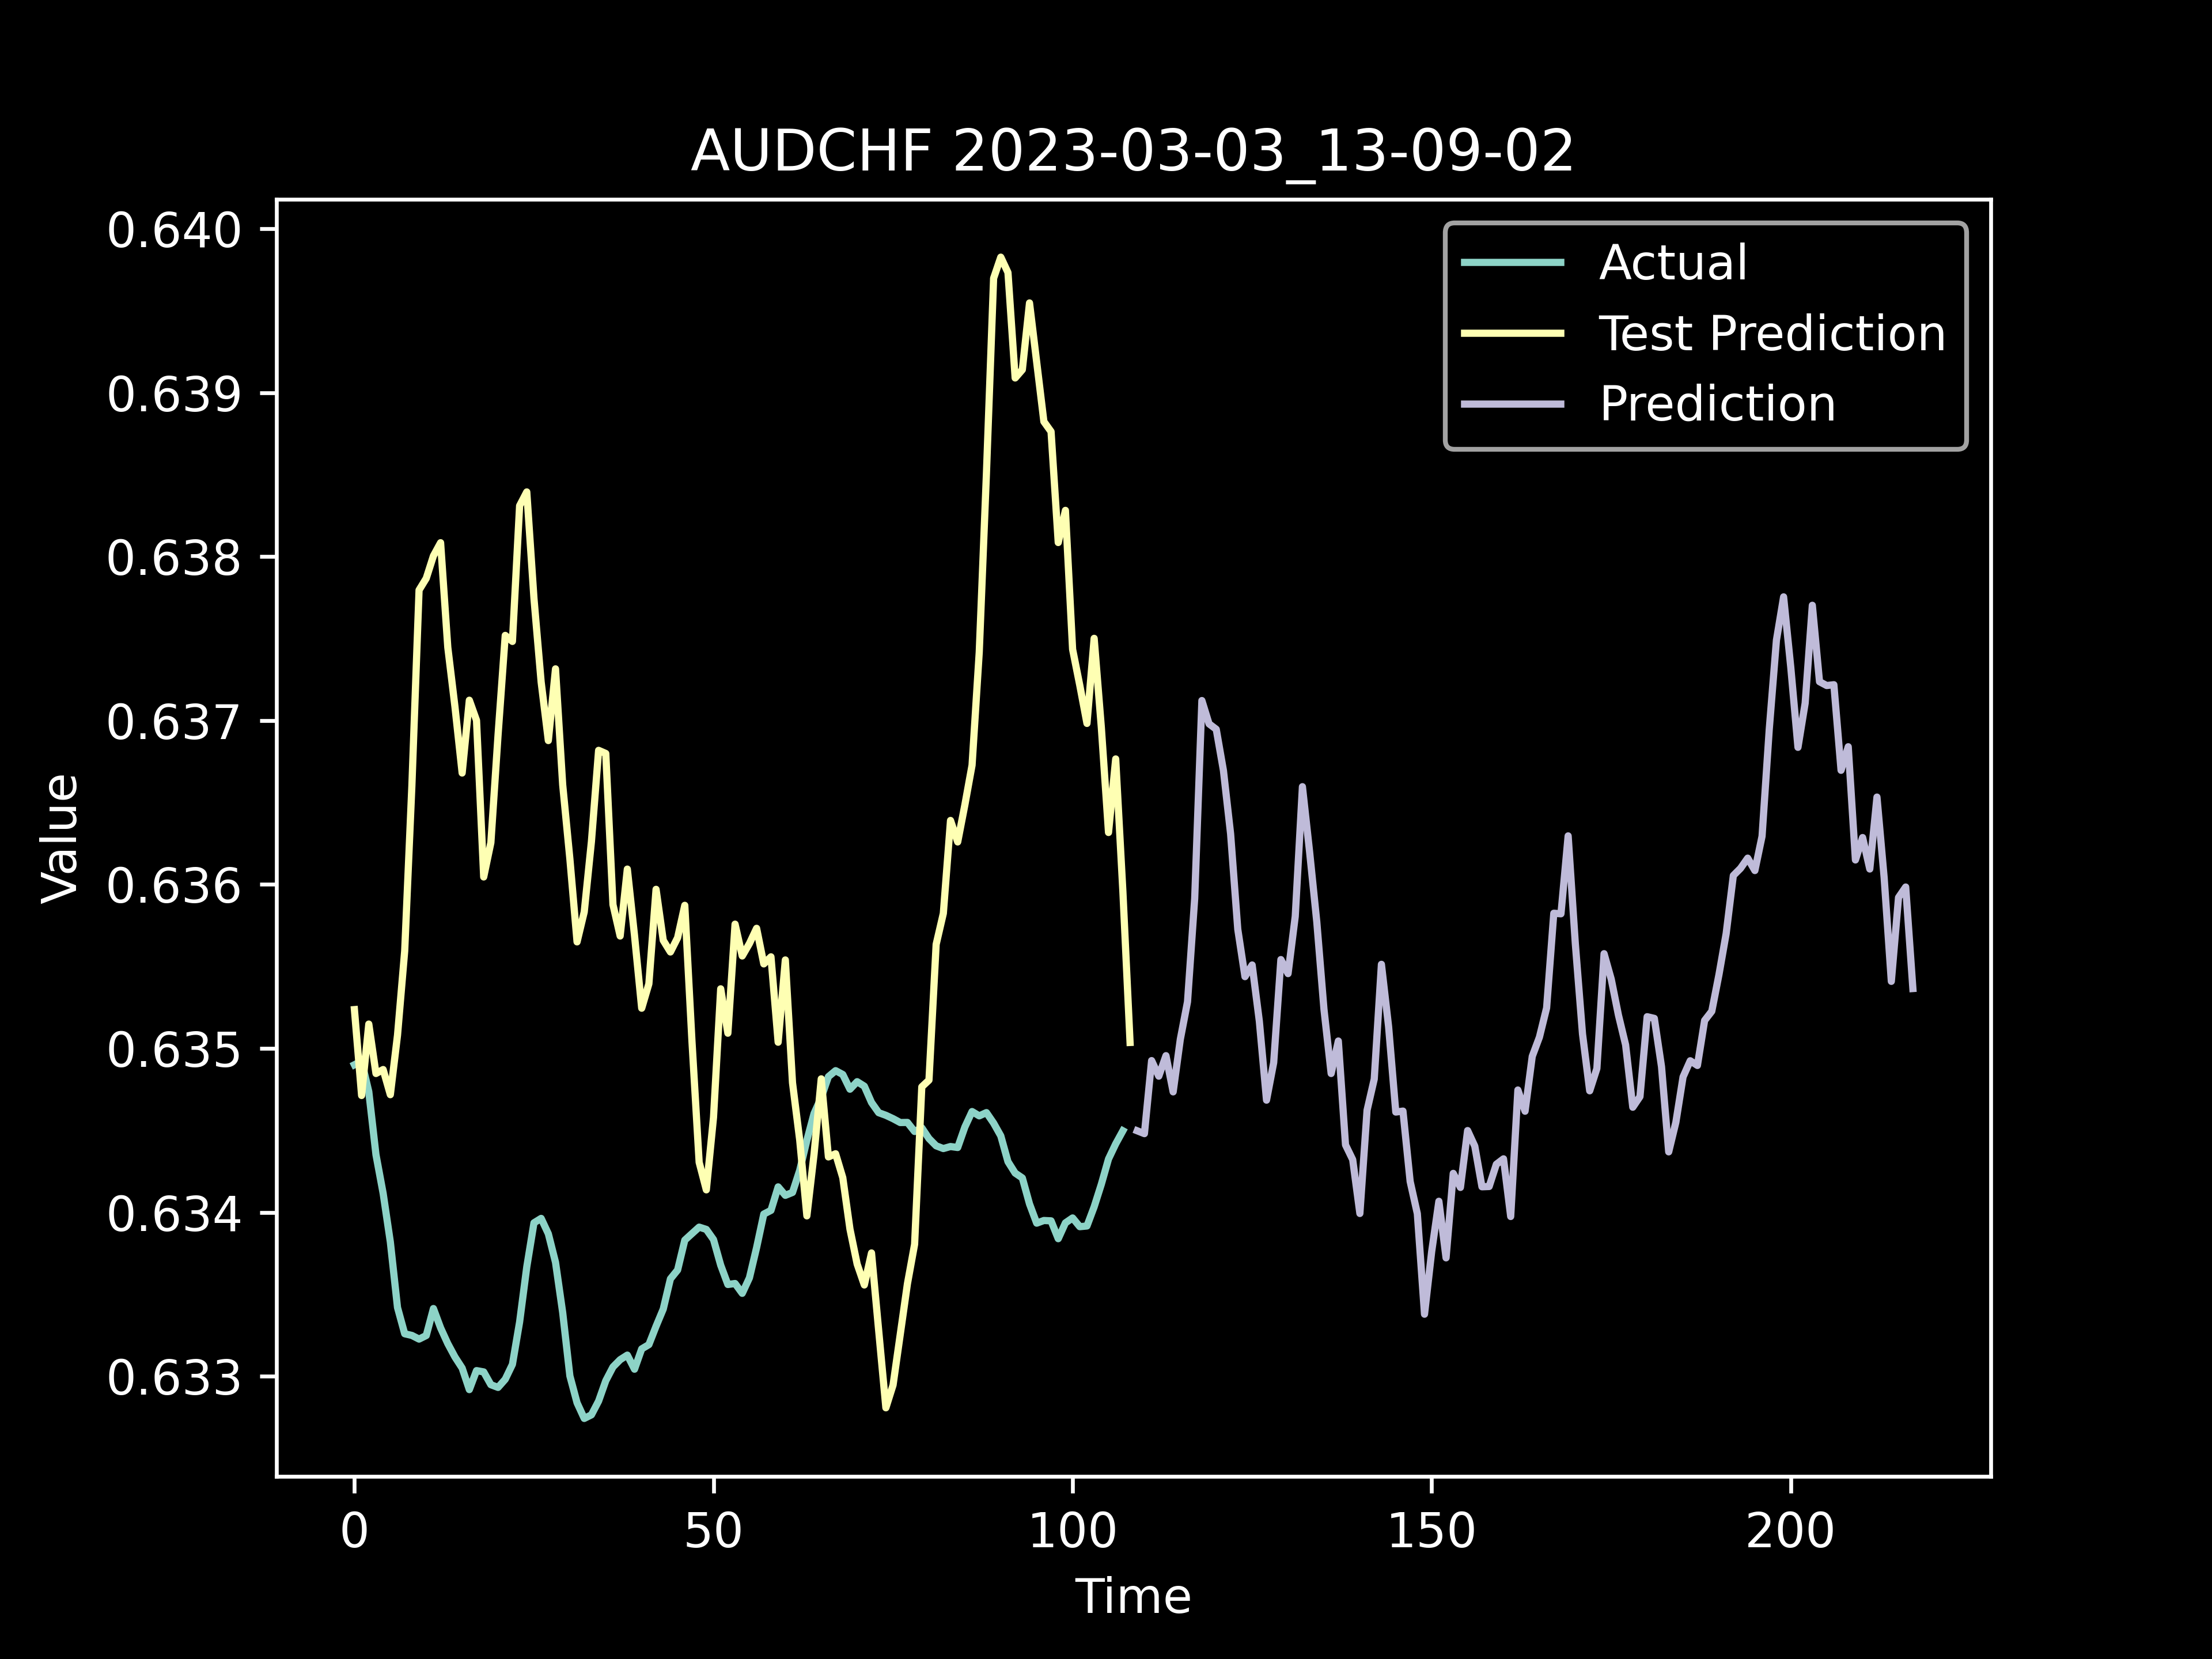 AUDCHF 2023-03-03_13-09-02
Actual
Test Prediction
Prediction
0.640
0.639
0.638
0.637
0.636
0.635
0.634
0.633
Value
0 50 100 150 200
Time